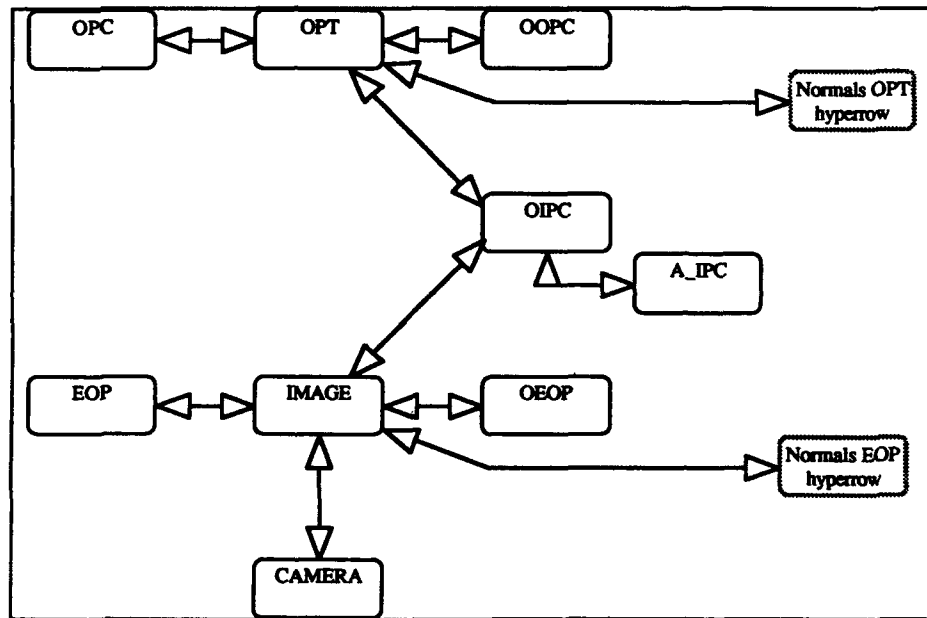 OPC
OPT
OOPC
Normals OPT
hyperrow
OIPC
A_IPC
EOP
IMAGE
OEOP
Normals EOP
hyperrow
CAMERA